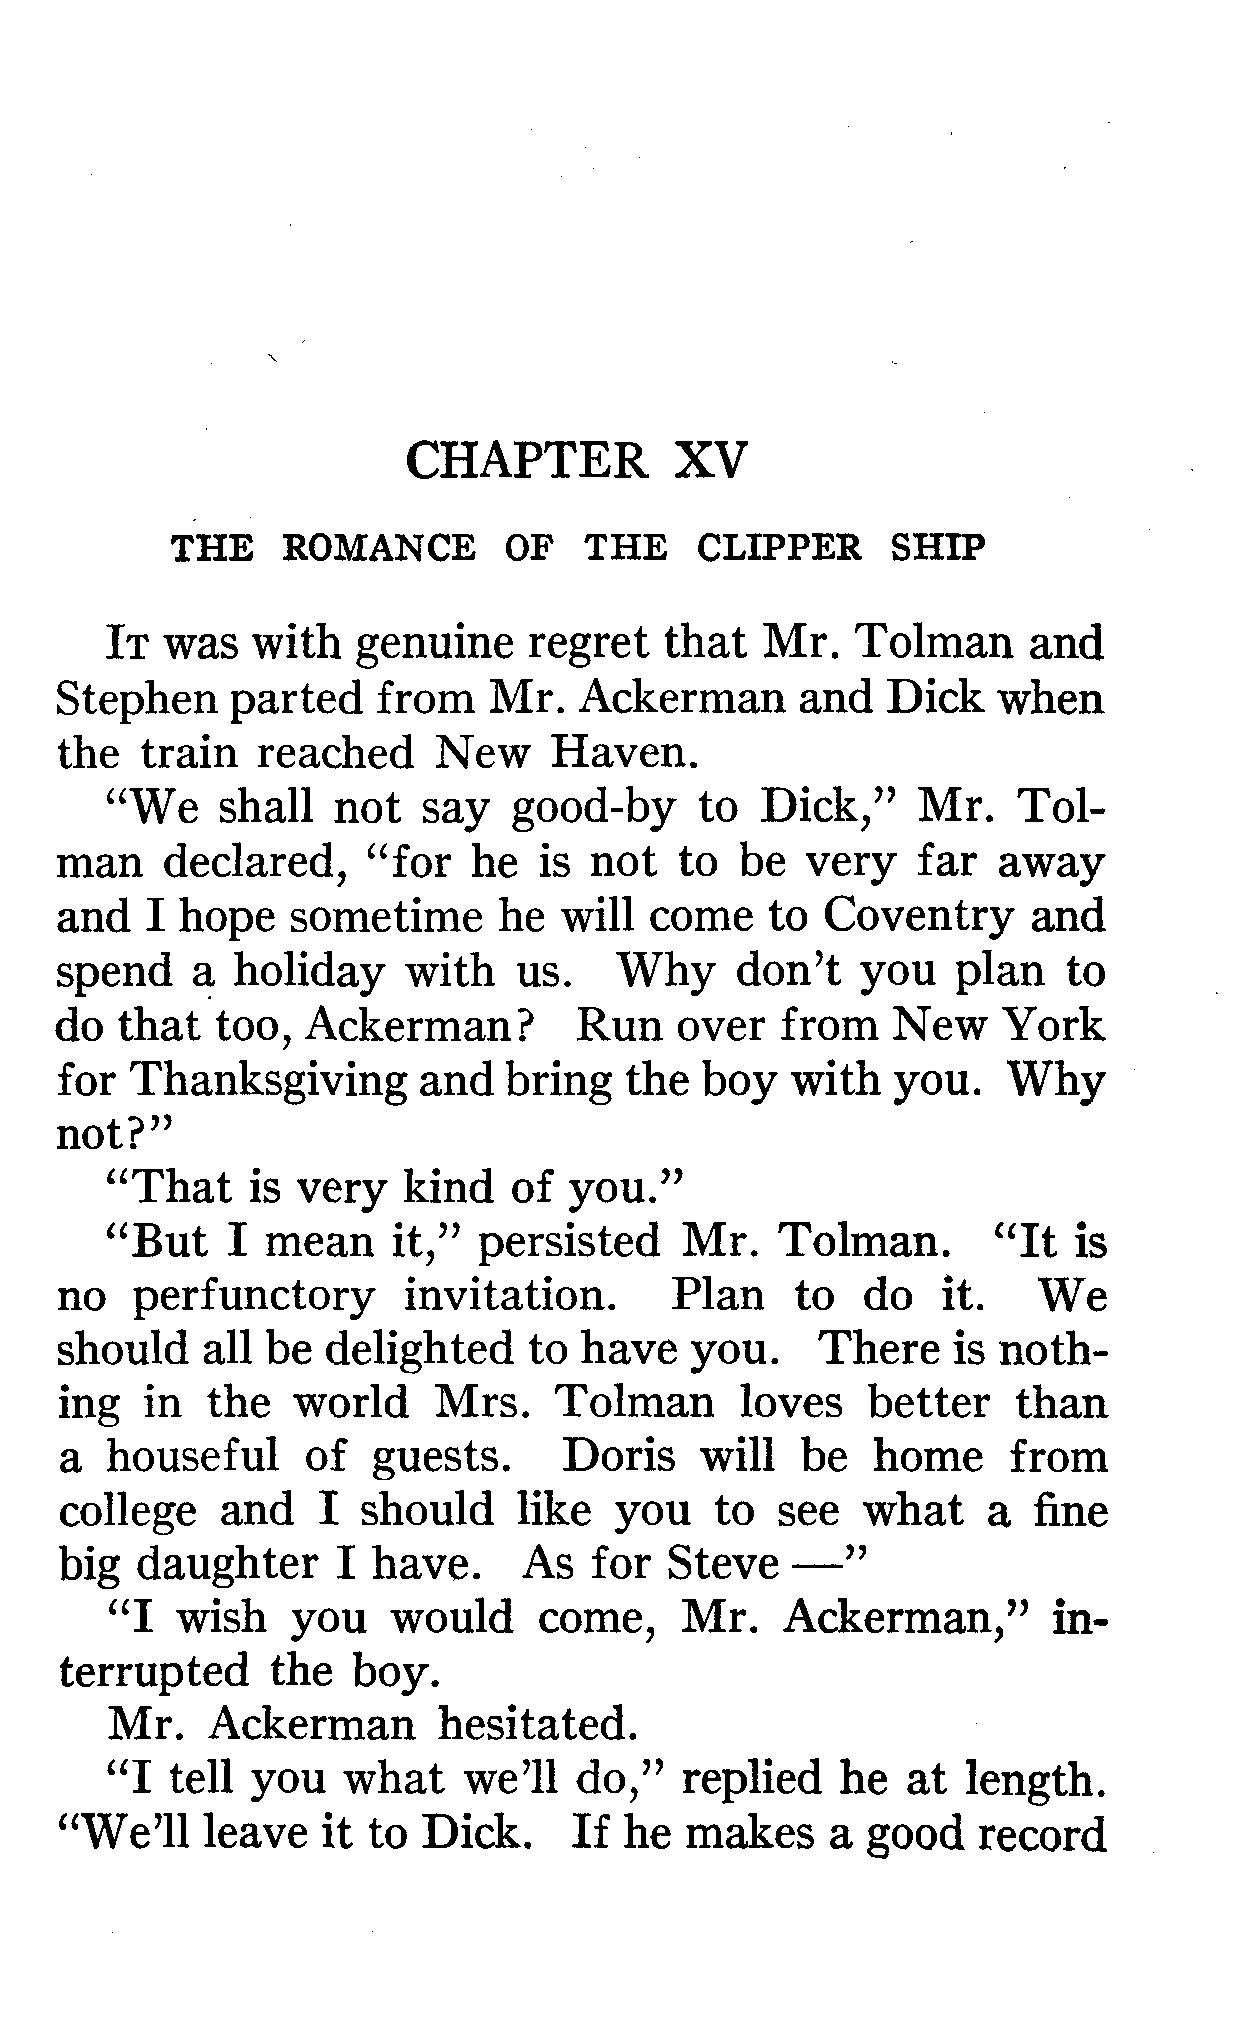 CHAPTER XV
THE ROMANCE OF THE CLIPPER SHIP
IT was with genuine regret that Mr. Tolman and
Stephen parted from Mr. Ackerman and Dick when
the train reached New Haven.
“We shall not say good-by to Dick,” Mr. Tol-
man declared, “for he is not to be very far away
and I hope sometime he will come to Coventry and
spend a holiday with us. Why don’t you plan to
do that too, Ackerman? Run over from New York
for Thanksgiving and bring the boy with you. Why
not?”
“That is very kind of you.”
“But I mean it,” persisted Mr. Tolman. “It is
no perfunctory invitation. Plan to do it. We
should all be delighted to have you. There is noth-
ing in the world Mrs. Tolman loves better than
a houseful of guests. Doris will be home from
college and I should like you to see what a fine
big daughter I have. As for Steve —”
“I wish you would come, Mr. Ackerman,” in-
terrupted the boy.
Mr. Ackerman hesitated.
“I tell you what we’ll do,” replied he at length.
“We’ll leave it to Dick. If he makes a good record